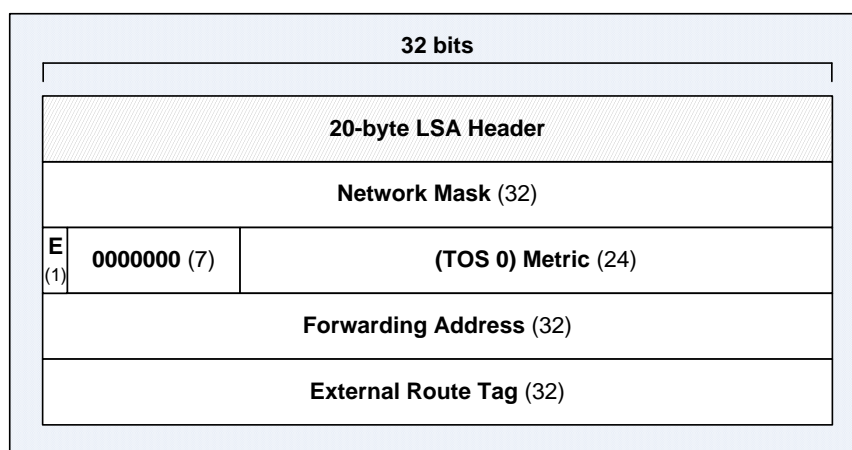 32 bits
20-byte LSA Header
Network Mask (32)
E
(1)
0000000 (7)
(TOS 0) Metric (24)
Forwarding Address (32)
External Route Tag (32)